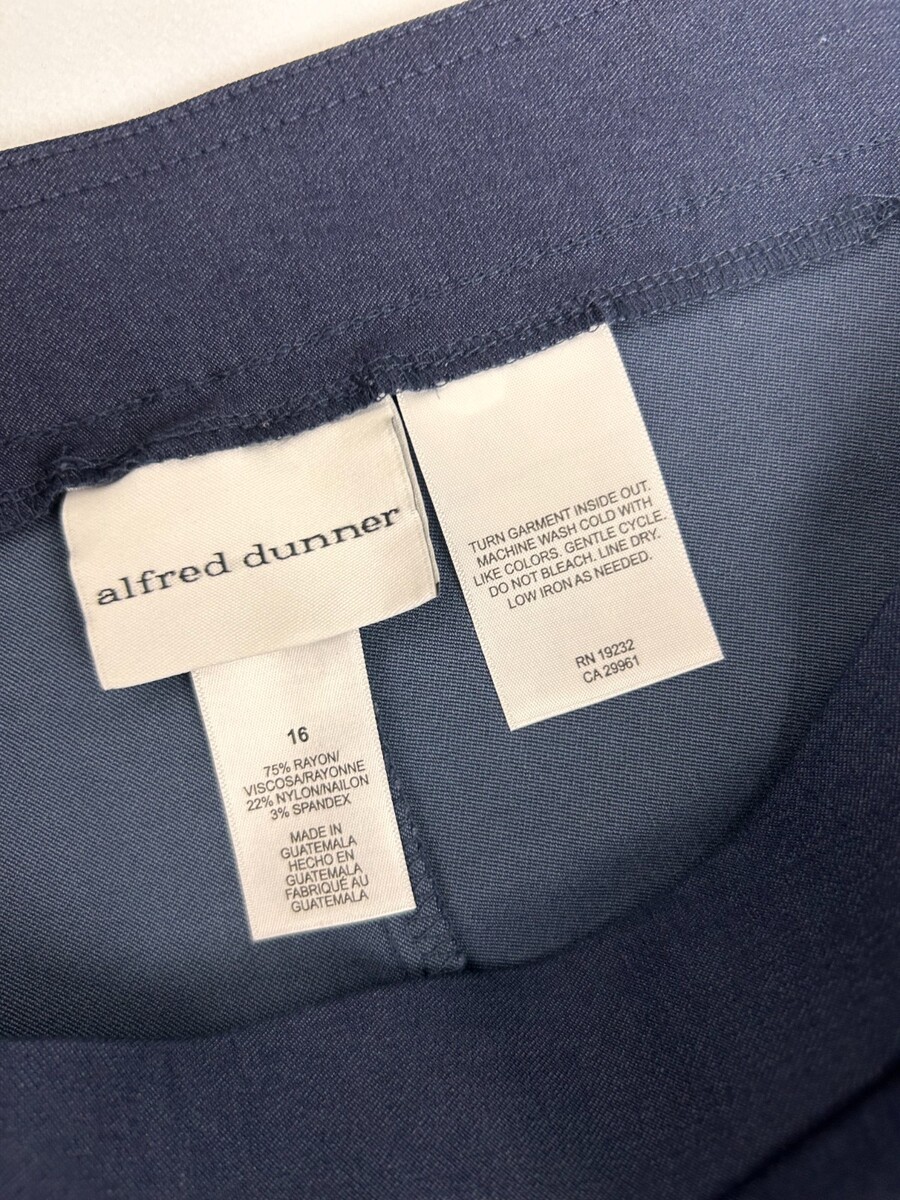 alfred dunner
16
75% RAYON/
VISCOSA/RAYONNE
22% NYLON/NAILON
3% SPANDEX
MADE IN
GUATEMALA
HECHO EN
GUATEMALA
FABRIQUÉ AU
GUATEMALA
TURN GARMENT INSIDE OUT.
MACHINE WASH COLD WITH
LIKE COLORS. GENTLE CYCLE.
DO NOT BLEACH. LINE DRY.
LOW IRON AS NEEDED.
RN 19232
CA 29961